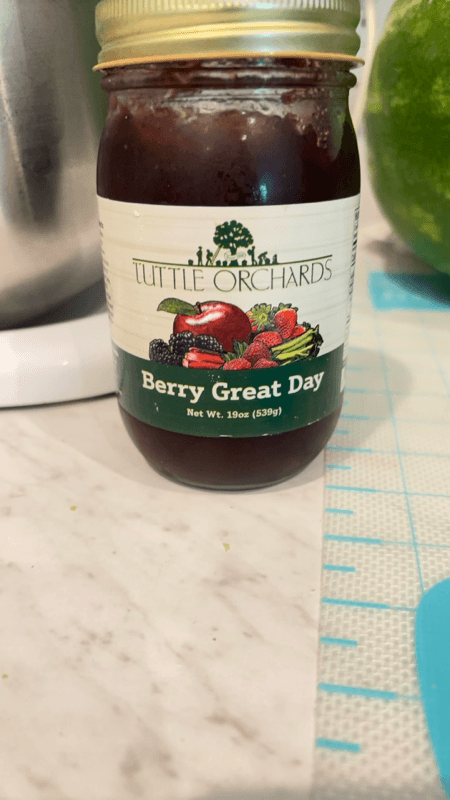 TUTTLE ORCHARDS
Berry Great Day
Net Wt. 19oz (539g)